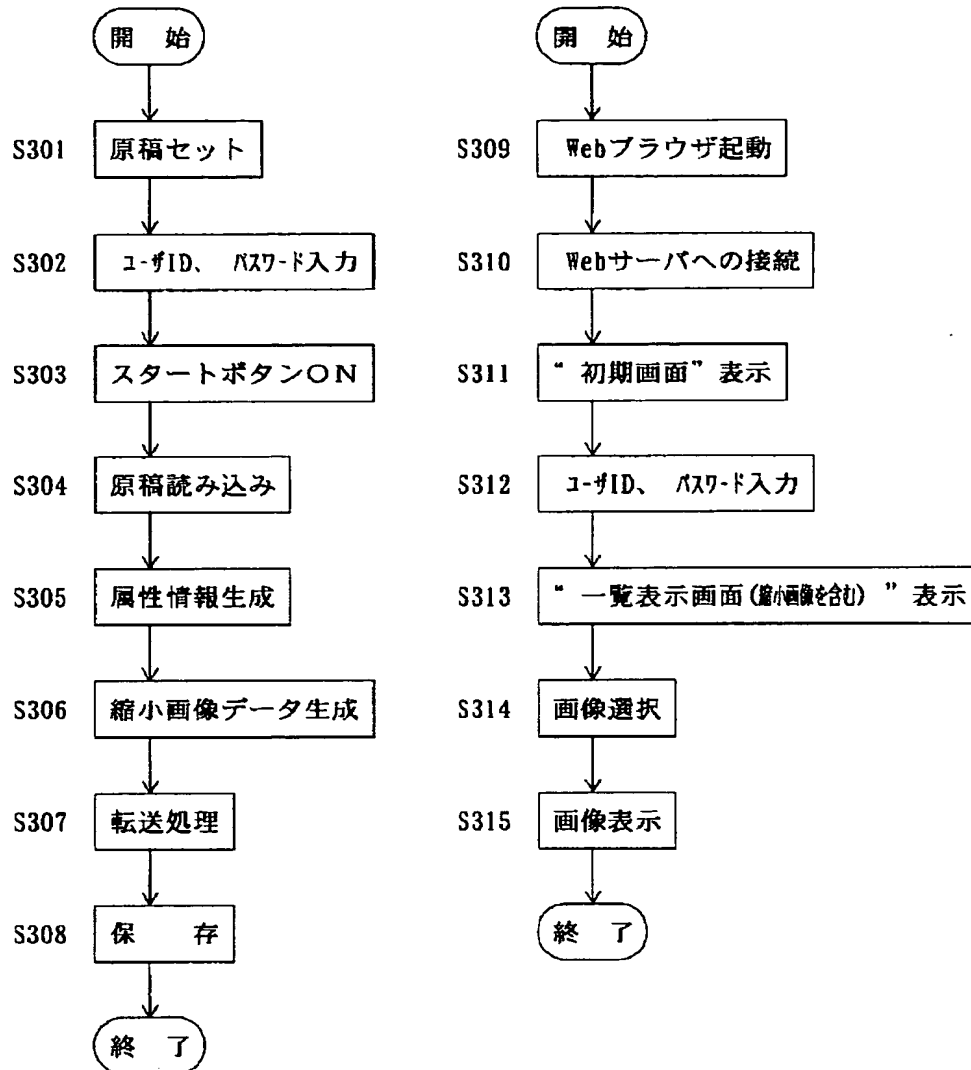 開 始
S301 原稿セット
S302 ユーザID、 パスワード入力
S303 スタートボタンON
S304 原稿読み込み
S305 属性情報生成
S306 縮小画像データ生成
S307 転送処理
S308 保 存
終 了
開 始
S309 Webブラウザ起動
S310 Webサーバへの接続
S311 “初期画面”表示
S312 ユーザID、 パスワード入力
S313 “一覧表示画面(縮小画像を含む)”表示
S314 画像選択
S315 画像表示
終 了